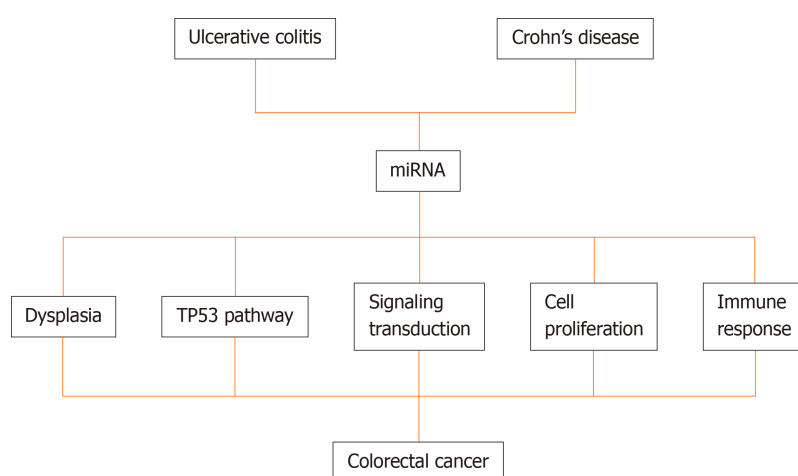 Ulcerative colitis
Crohn’s disease
miRNA
Dysplasia
TP53 pathway
Signaling
transduction
Cell
proliferation
Immune
response
Colorectal cancer